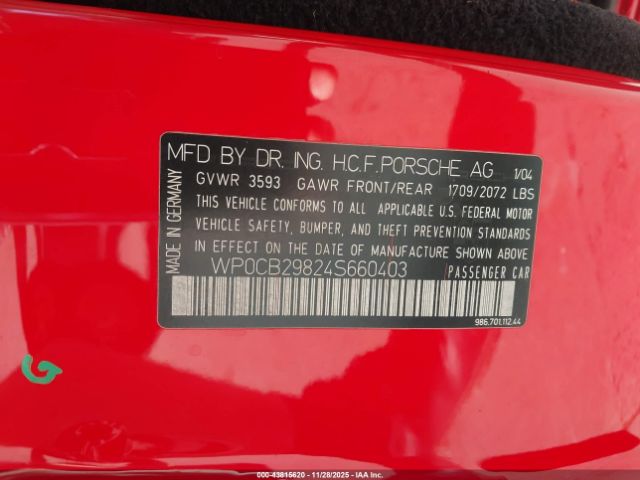 MFD BY DR. ING. H.C.F. PORSCHE AG 1/04
GVWR 3593 GAWR FRONT/REAR 1709/2072 LBS
THIS VEHICLE CONFORMS TO ALL APPLICABLE U.S. FEDERAL MOTOR
VEHICLE SAFETY, BUMPER, AND THEFT PREVENTION STANDARDS
IN EFFECT ON THE DATE OF MANUFACTURE SHOWN ABOVE.
WP0CB29824S660403 PASSENGER CAR
986.701.112.44
MADE IN GERMANY
000-43815620 - 11/28/2025 - IAA Inc.